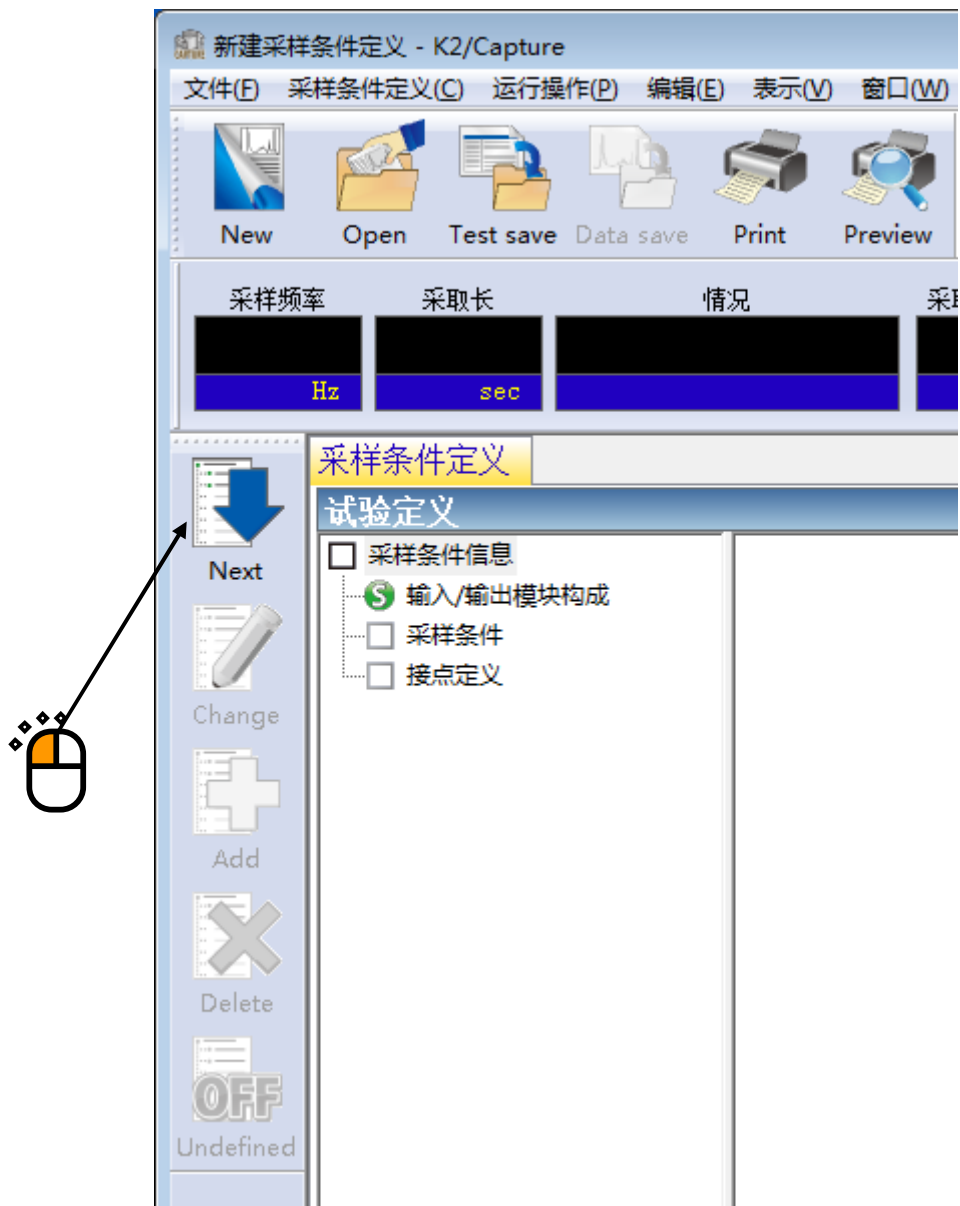 新建采样条件定义 - K2/Capture
文件(F) 采样条件定义(C) 运行操作(P) 编辑(E) 表示(V) 窗口(W)
New Open Test save Data save Print Preview
采样频率 采取长 情况
Hz sec
采样条件定义
试验定义
Next
采样条件信息
S 输入/输出模块构成
采样条件
接点定义
Change
Add
Delete
OFF
Undefined